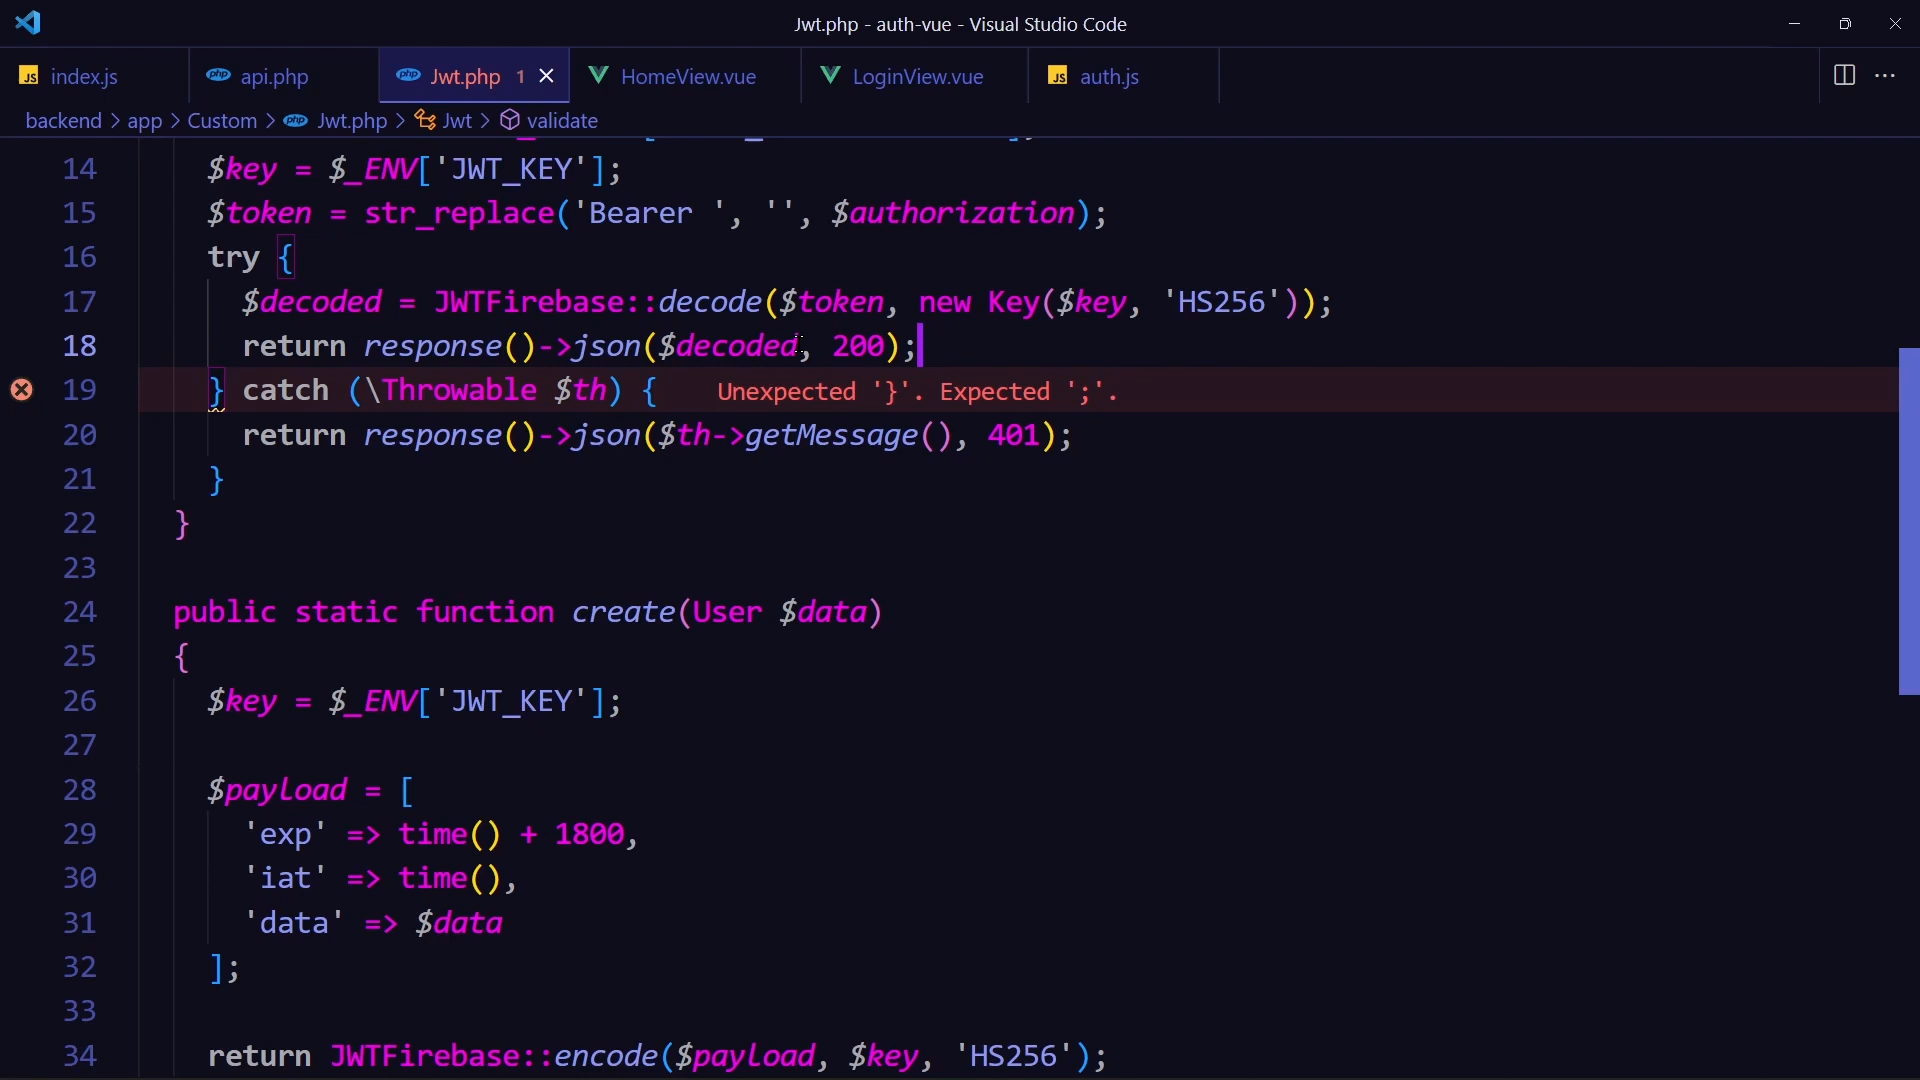 Jwt.php - auth-vue - Visual Studio Code
JS index.js
php api.php
php Jwt.php 1
HomeView.vue
LoginView.vue
JS auth.js
backend > app > Custom > php Jwt.php > Jwt > validate
14 $key = $_ENV['JWT_KEY'];
15 $token = str_replace('Bearer ', '', $authorization);
16 try {
17 $decoded = JWTFirebase::decode($token, new Key($key, 'HS256'));
18 return response()->json($decoded, 200);
19 } catch (\Throwable $th) { Unexpected '}'. Expected ';'.
20 return response()->json($th->getMessage(), 401);
21 }
22 }
23
24 public static function create(User $data)
25 {
26 $key = $_ENV['JWT_KEY'];
27
28 $payload = [
29 'exp' => time() + 1800,
30 'iat' => time(),
31 'data' => $data
32 ];
33
34 return JWTFirebase::encode($payload, $key, 'HS256');